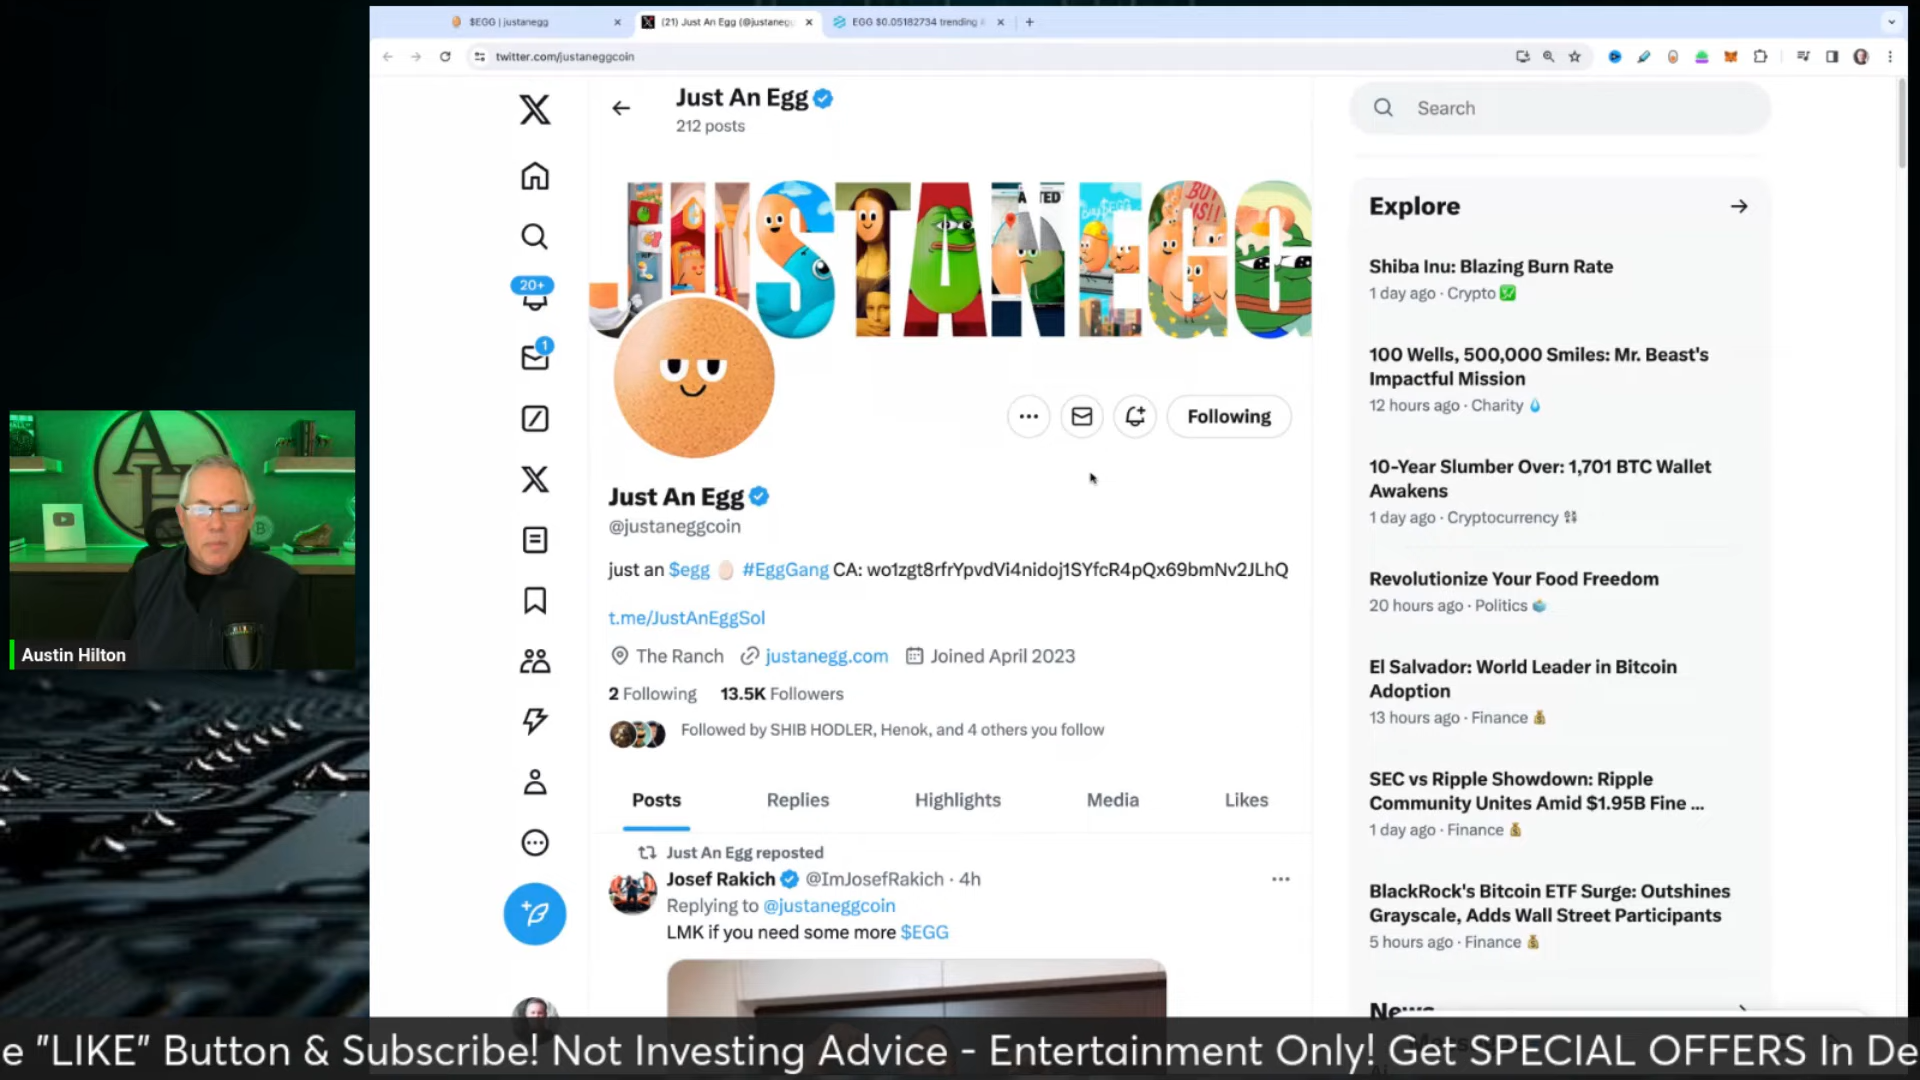 $EGG | justanegg
(21) Just An Egg (@justanegg
EGG $0.05182734 trending
twitter.com/justaneggcoin
Just An Egg
212 posts
Search
JUSTANEGG
20+
1
Following
Just An Egg
@justaneggcoin
just an $egg 🥚 #EggGang CA: wo1zgt8rfrYpvdVi4nidoj1SYfcR4pQx69bmNv2JLhQ
t.me/JustAnEggSol
The Ranch justanegg.com Joined April 2023
2 Following 13.5K Followers
Followed by SHIB HODLER, Henok, and 4 others you follow
Posts Replies Highlights Media Likes
Just An Egg reposted
Josef Rakich @ImJosefRakich · 4h
Replying to @justaneggcoin
LMK if you need some more $EGG
Explore
Shiba Inu: Blazing Burn Rate
1 day ago · Crypto
100 Wells, 500,000 Smiles: Mr. Beast's
Impactful Mission
12 hours ago · Charity
10-Year Slumber Over: 1,701 BTC Wallet
Awakens
1 day ago · Cryptocurrency
Revolutionize Your Food Freedom
20 hours ago · Politics
El Salvador: World Leader in Bitcoin
Adoption
13 hours ago · Finance
SEC vs Ripple Showdown: Ripple
Community Unites Amid $1.95B Fine ...
1 day ago · Finance
BlackRock's Bitcoin ETF Surge: Outshines
Grayscale, Adds Wall Street Participants
5 hours ago · Finance
Austin Hilton
e "LIKE" Button & Subscribe! Not Investing Advice - Entertainment Only! Get SPECIAL OFFERS In De